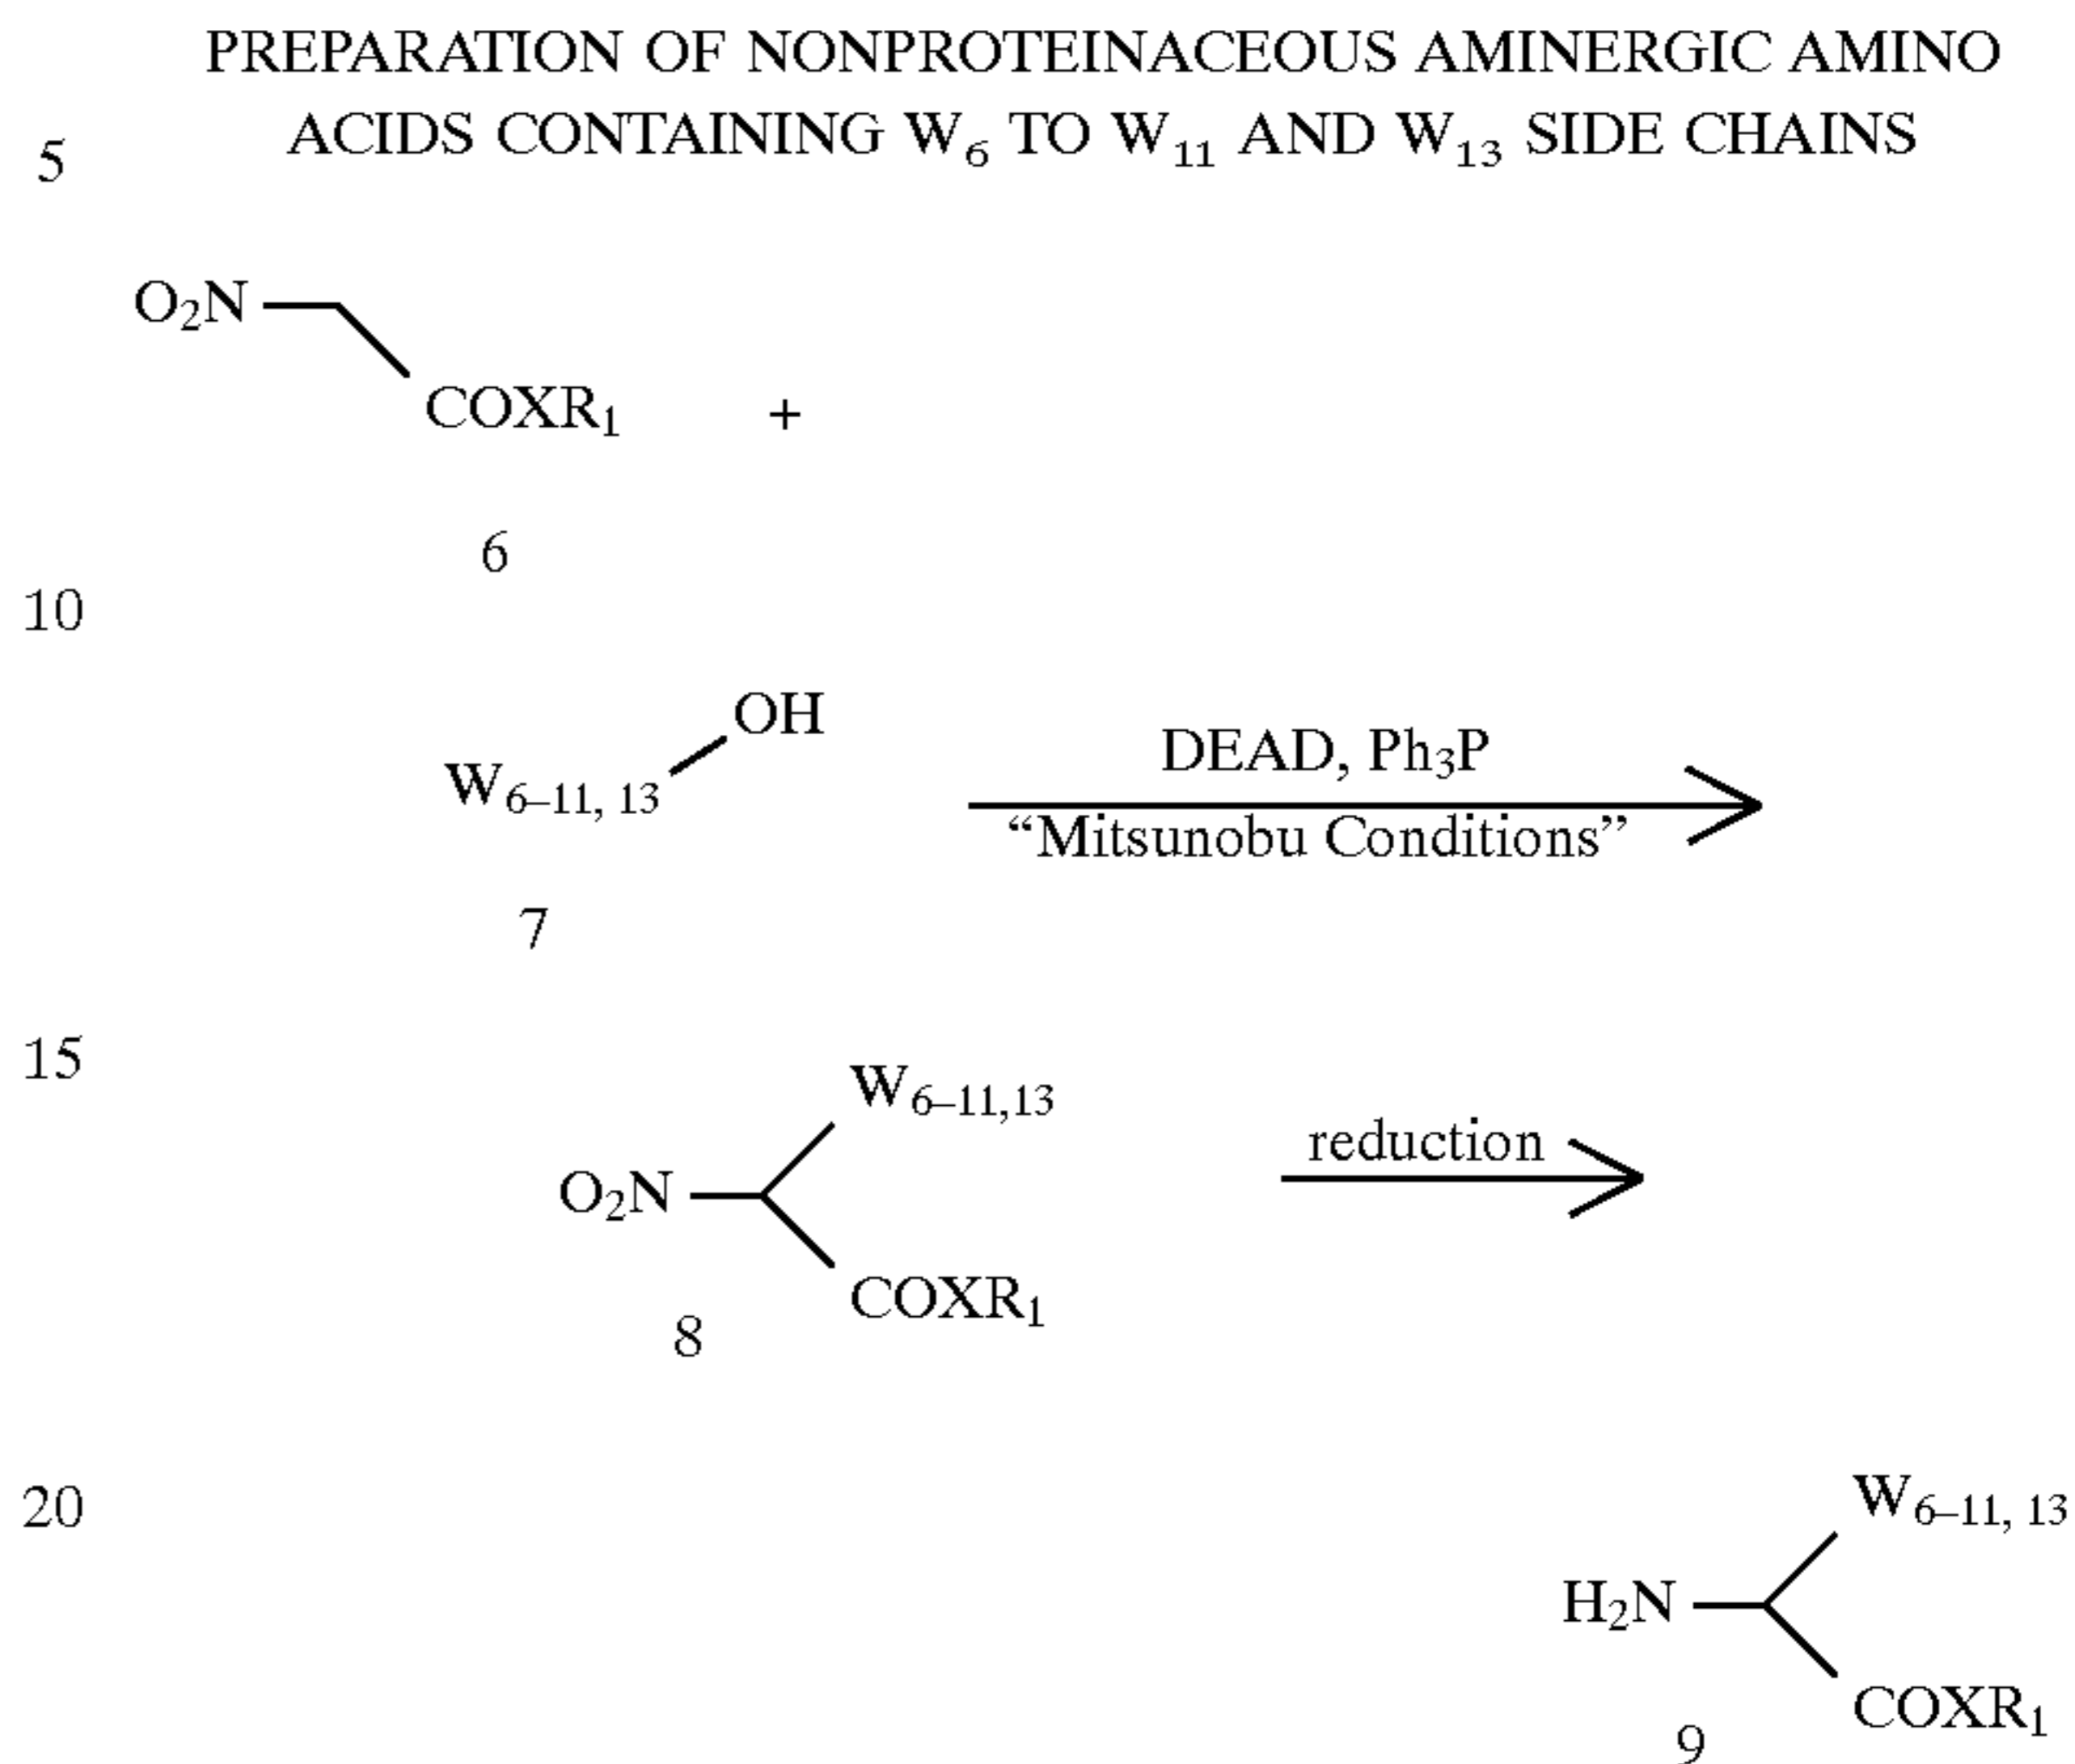 PREPARATION OF NONPROTEINACEOUS AMINERGIC AMINO
5 ACIDS CONTAINING W6 TO W11 AND W13 SIDE CHAINS
O2N
COXR1 +
6
10
OH
W6–11, 13
DEAD, Ph3P
“Mitsunobu Conditions”
7
15
W6–11,13
O2N
reduction
COXR1
8
20
W6–11, 13
H2N
COXR1
9